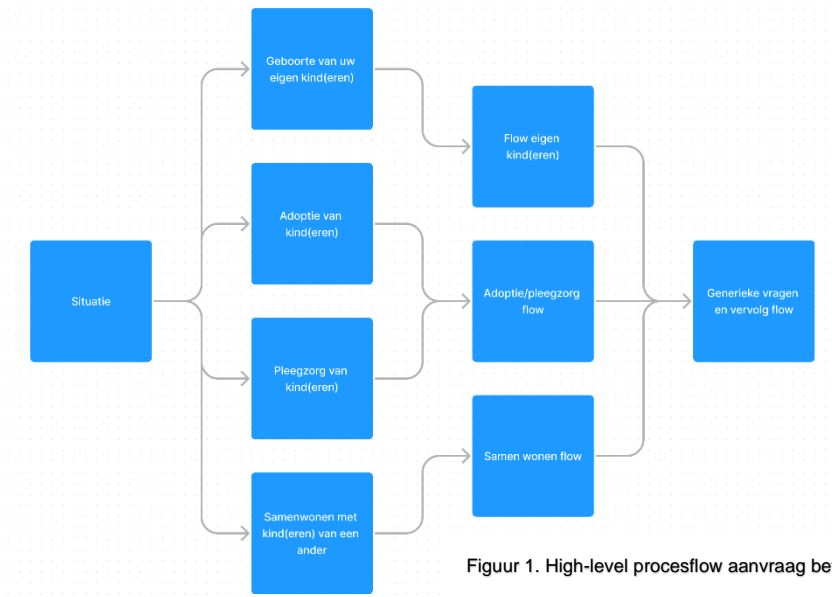 Geboorte van uw
eigen kind(eren)
Flow eigen
kind(eren)
Adoptie van
kind(eren)
Situatie
Adoptie/pleegzorg
flow
Generieke vragen
en vervolg flow
Pleegzorg van
kind(eren)
Samen wonen flow
Samenwonen met
kind(eren) van een
ander
Figuur 1. High-level procesflow aanvraag be